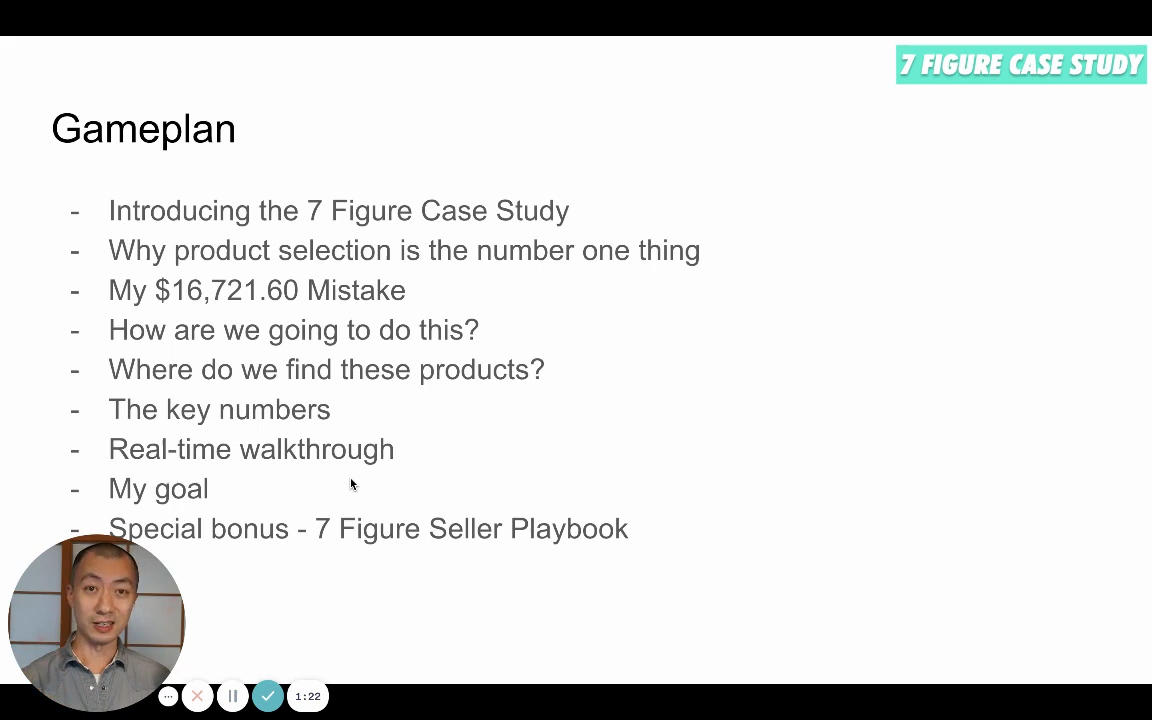 7 FIGURE CASE STUDY
Gameplan
- Introducing the 7 Figure Case Study
- Why product selection is the number one thing
- My $16,721.60 Mistake
- How are we going to do this?
- Where do we find these products?
- The key numbers
- Real-time walkthrough
- My goal
- Special bonus - 7 Figure Seller Playbook
1:22